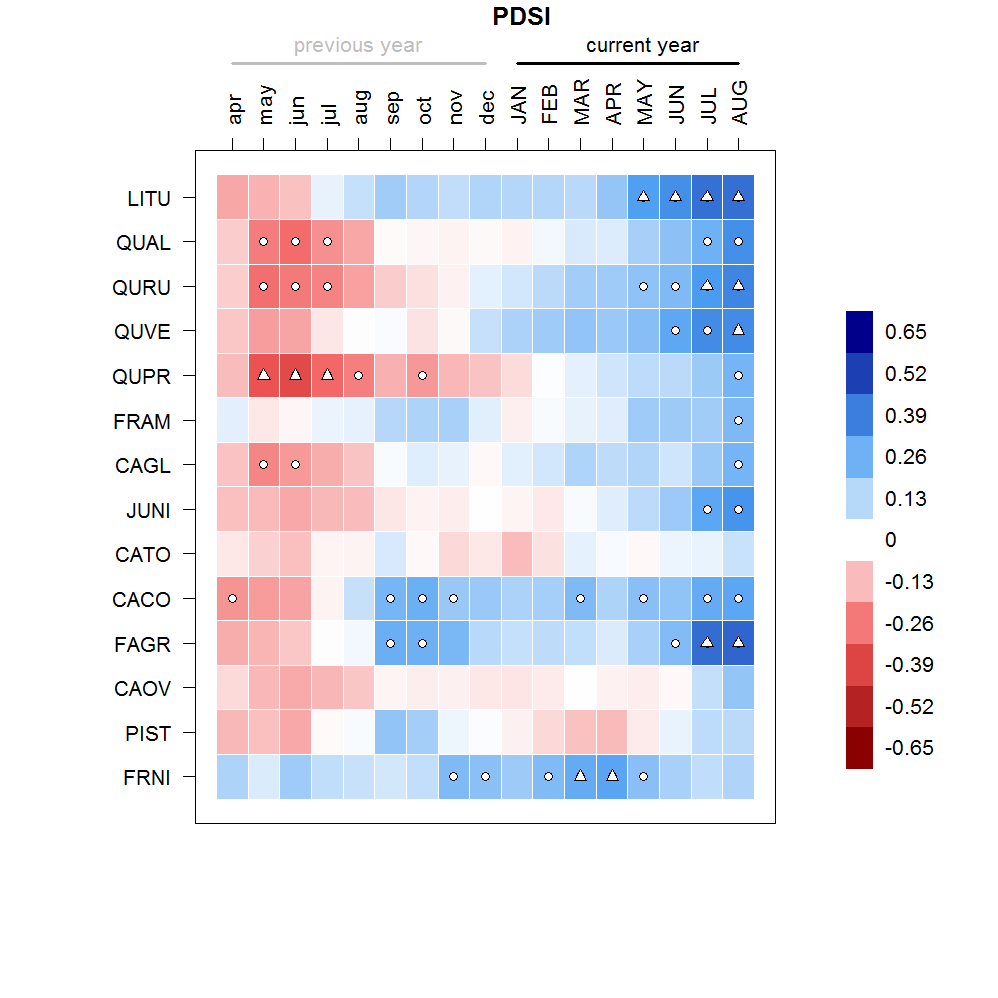 PDSI
previous year current year
apr may jun jul aug sep oct nov dec JAN FEB MAR APR MAY JUN JUL AUG
LITU
QUAL
QURU
QUVE
QUPR
FRAM
CAGL
JUNI
CATO
CACO
FAGR
CAOV
PIST
FRNI
0.65
0.52
0.39
0.26
0.13
0
-0.13
-0.26
-0.39
-0.52
-0.65